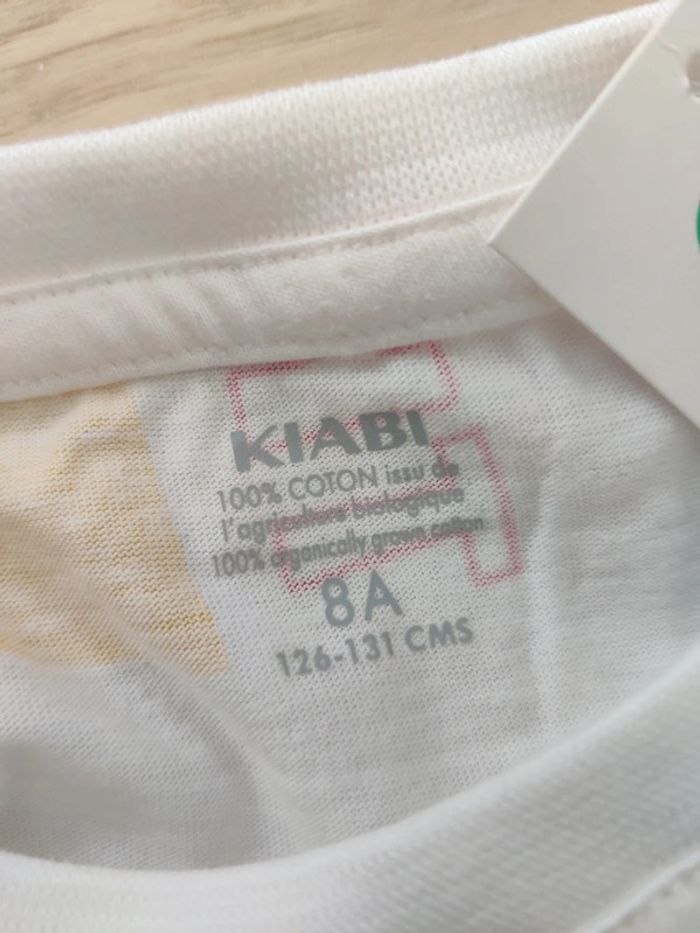 KIABI
100% COTON issu de
l'agriculture biologique
100% organically grown cotton
8A
126-131 CMS